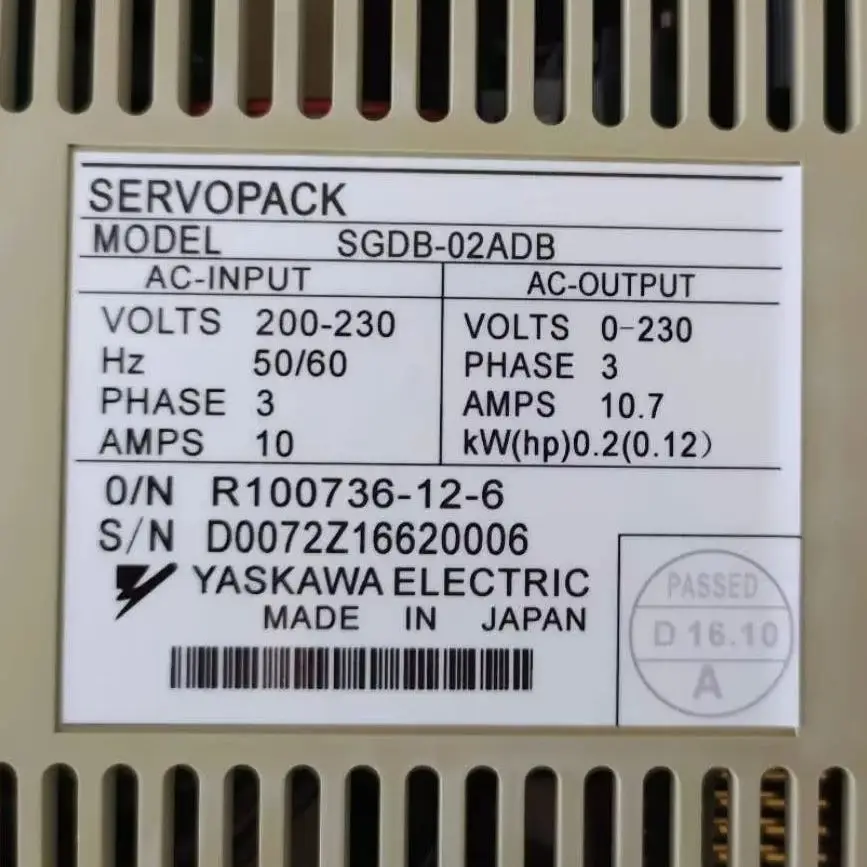 SERVOPACK
MODEL SGDB-02ADB
AC-INPUT AC-OUTPUT
VOLTS 200-230 VOLTS 0-230
Hz 50/60 PHASE 3
PHASE 3 AMPS 10.7
AMPS 10 kW(hp)0.2(0.12)
O/N R100736-12-6
S/N D0072Z16620006
YASKAWA ELECTRIC
MADE IN JAPAN
PASSED
D 16.10
A